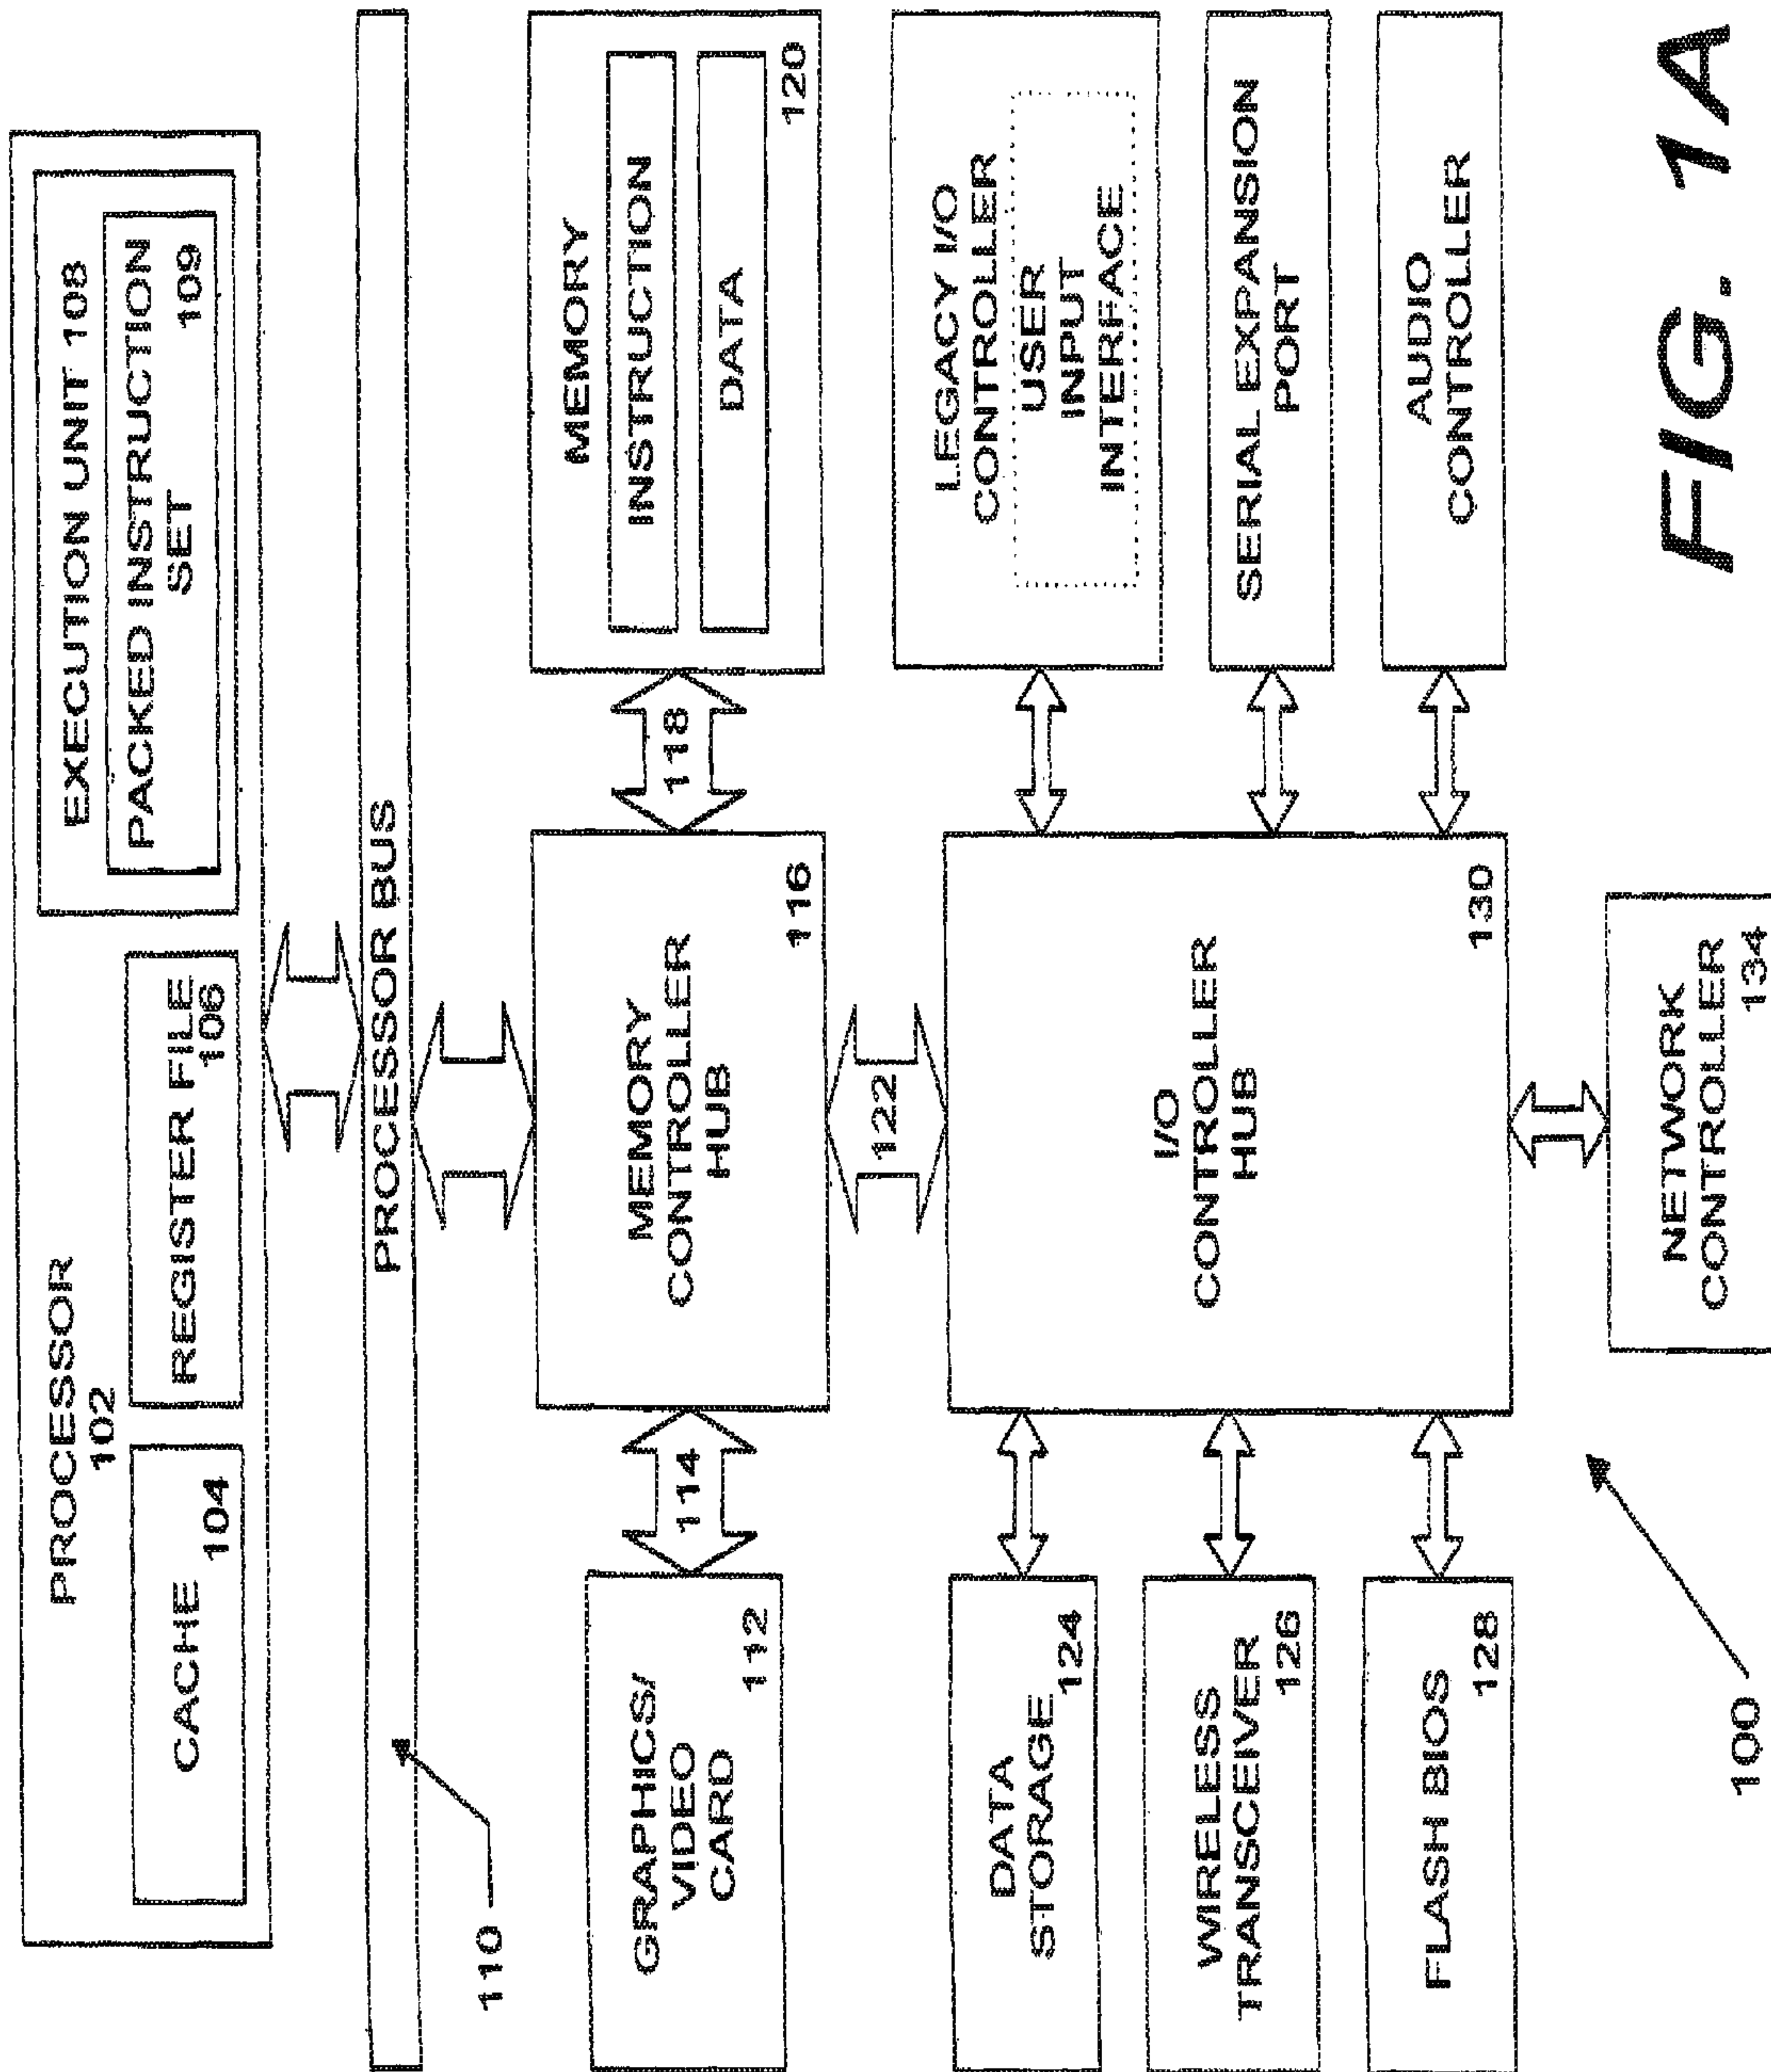 PROCESSOR
102
CACHE
104
REGISTER FILE
106
EXECUTION UNIT 108
PACKED INSTRUCTION
SET
109
PROCESSOR BUS
110
GRAPHICS/
VIDEO
CARD
112
114
MEMORY
CONTROLLER
HUB
116
118
MEMORY
INSTRUCTION
DATA
120
122
DATA
STORAGE
124
WIRELESS
TRANSCEIVER
126
FLASH BIOS
128
I/O
CONTROLLER
HUB
130
LEGACY I/O
CONTROLLER
USER
INPUT
INTERFACE
SERIAL EXPANSION
PORT
AUDIO
CONTROLLER
NETWORK
CONTROLLER
134
100
FIG. 1A